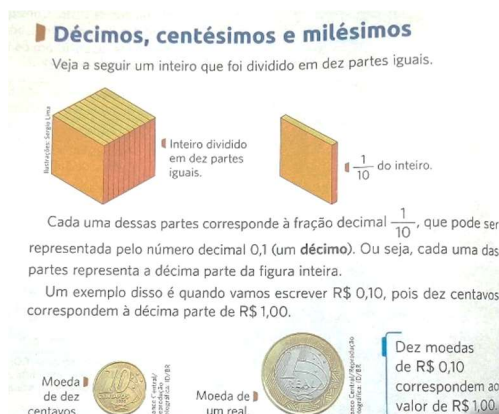 Décimos, centésimos e milésimos
Veja a seguir um inteiro que foi dividido em dez partes iguais.
Ilustrações: Sergio Lima
Inteiro dividido
em dez partes
iguais.
1/10 do inteiro.
Cada uma dessas partes corresponde à fração decimal 1/10, que pode ser
representada pelo número decimal 0,1 (um décimo). Ou seja, cada uma das
partes representa a décima parte da figura inteira.
Um exemplo disso é quando vamos escrever R$ 0,10, pois dez centavos
correspondem à décima parte de R$ 1,00.
Moeda
de dez
centavos
10
Moeda de
um real
1
Dez moedas
de R$ 0,10
correspondem ao
valor de R$ 1,00